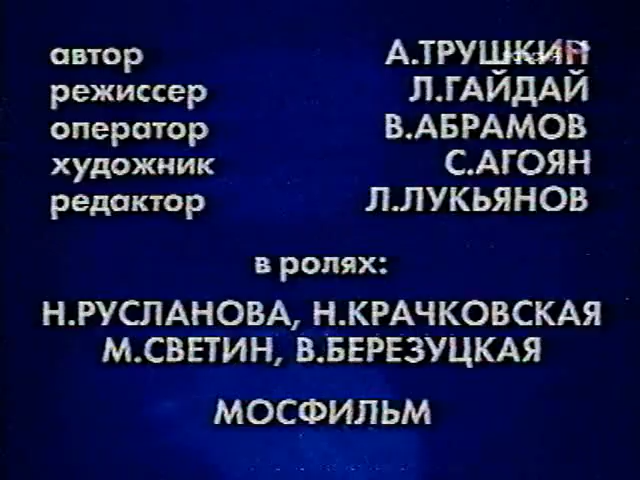 автор А.ТРУШКИН
режиссер Л.ГАЙДАЙ
оператор В.АБРАМОВ
художник С.АГОЯН
редактор Л.ЛУКЬЯНОВ
в ролях:
Н.РУСЛАНОВА, Н.КРАЧКОВСКАЯ
М.СВЕТИН, В.БЕРЕЗУЦКАЯ
МОСФИЛЬМ